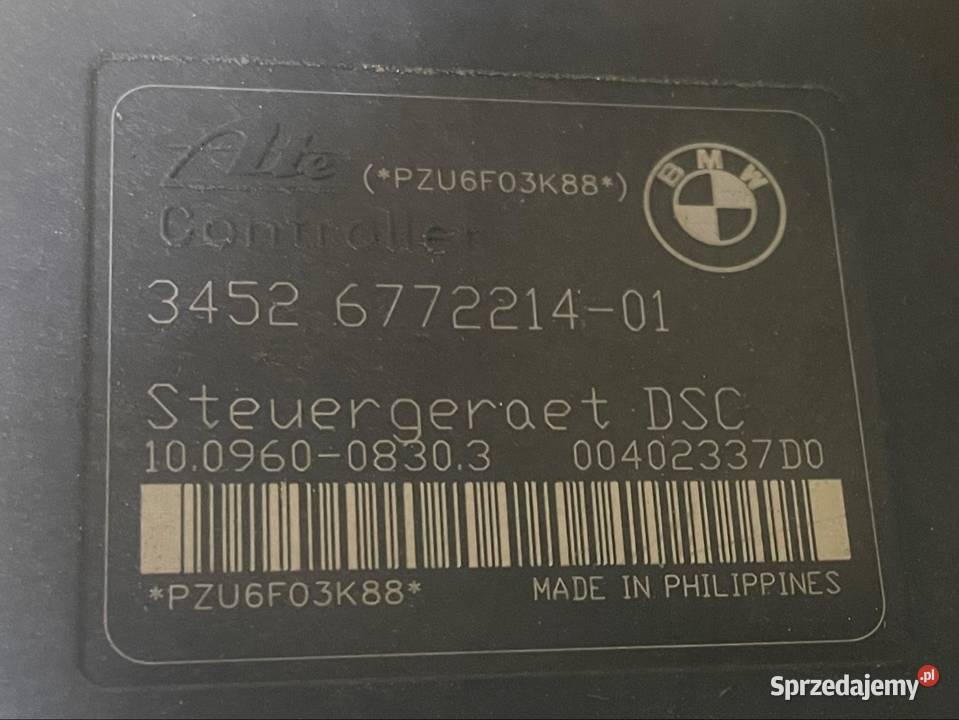 Ate
(*PZU6F03K88*)
BMW
Controller
3452 6772214-01
Steuergeraet DSC
10.0960-0830.3 00402337D0
*PZU6F03K88*
MADE IN PHILIPPINES
Sprzedajemy.pl